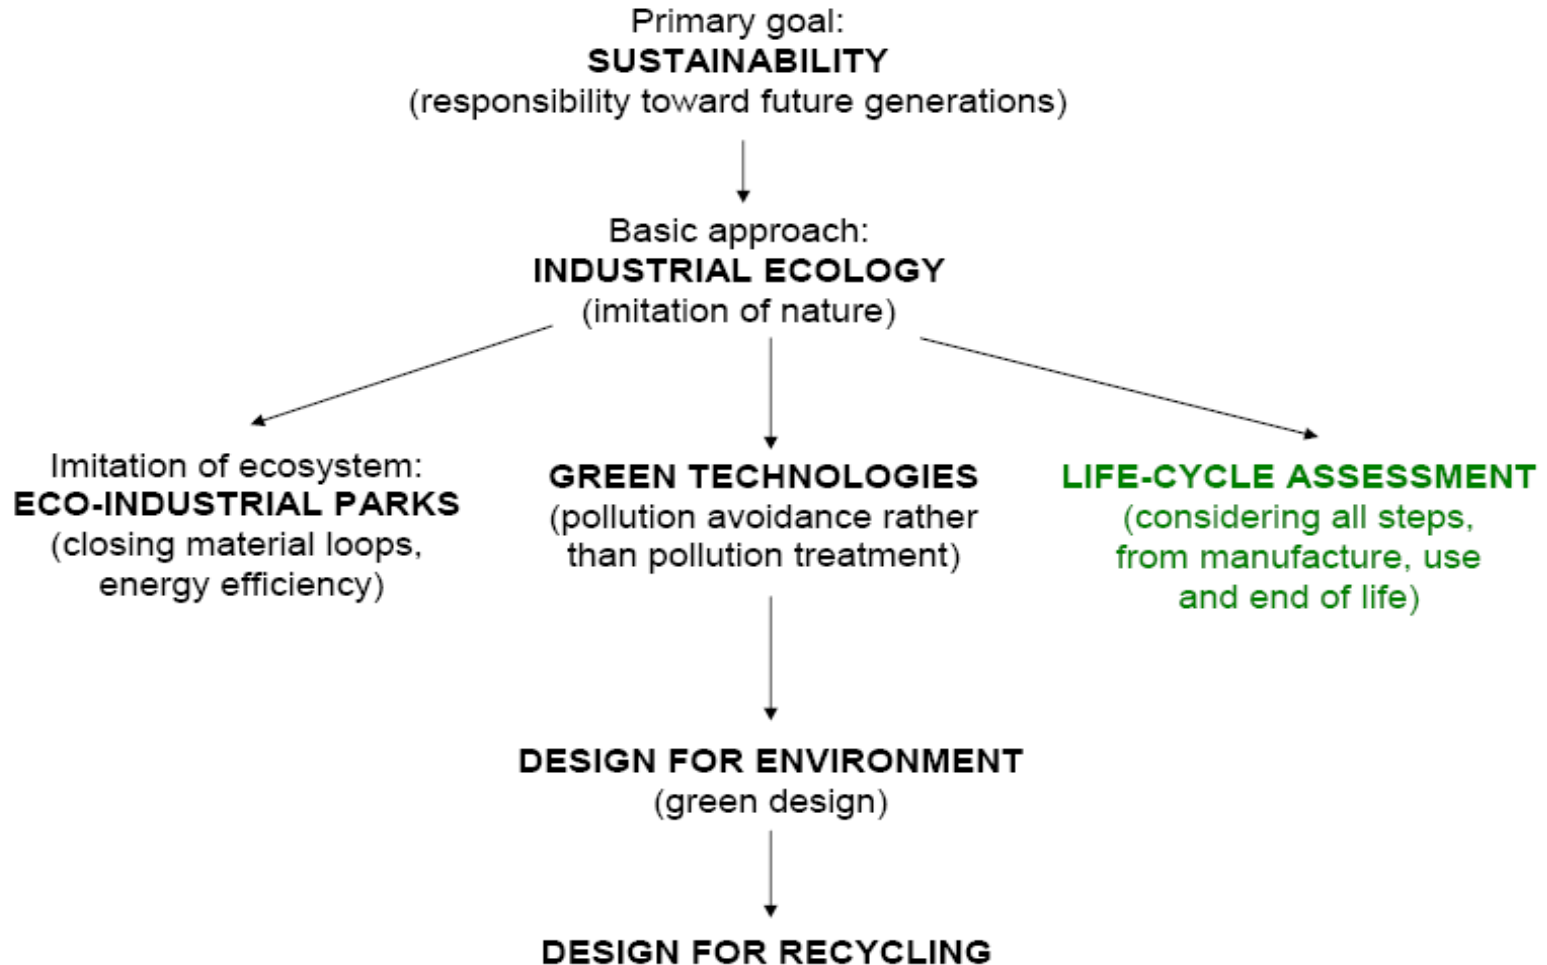 Primary goal:
SUSTAINABILITY
(responsibility toward future generations)
Basic approach:
INDUSTRIAL ECOLOGY
(imitation of nature)
Imitation of ecosystem:
ECO-INDUSTRIAL PARKS
(closing material loops,
energy efficiency)
GREEN TECHNOLOGIES
(pollution avoidance rather
than pollution treatment)
LIFE-CYCLE ASSESSMENT
(considering all steps,
from manufacture, use
and end of life)
DESIGN FOR ENVIRONMENT
(green design)
DESIGN FOR RECYCLING